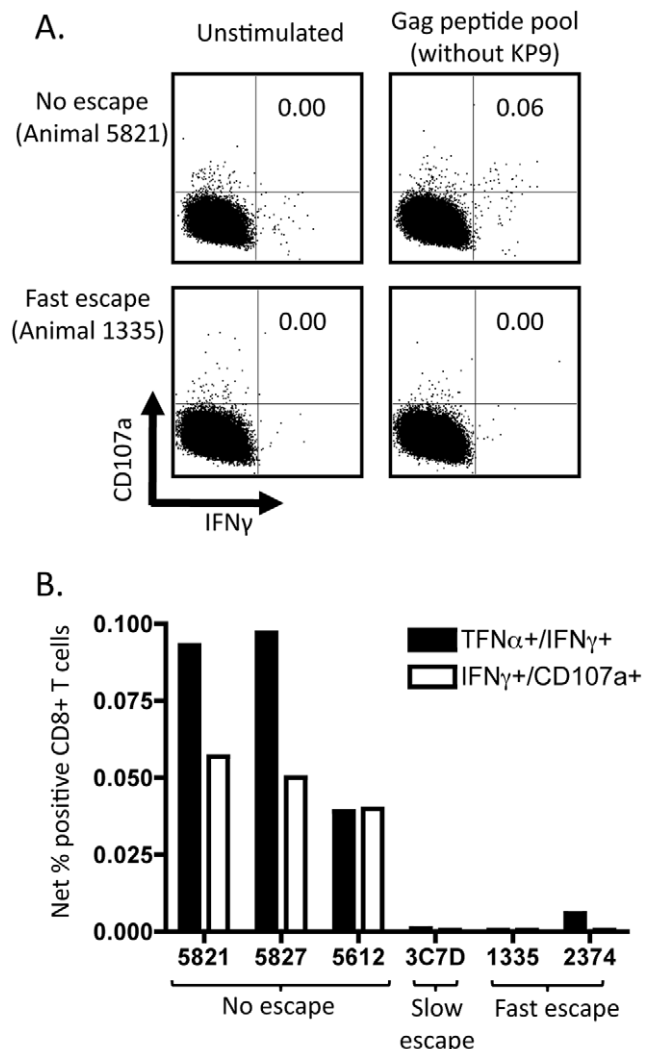 A.
Unstimulated
Gag peptide pool
(without KP9)
No escape
(Animal 5821)
0.00
0.06
Fast escape
(Animal 1335)
0.00
0.00
CD107a
IFNγ
B.
Net % positive CD8+ T cells
0.100
0.075
0.050
0.025
0.000
TFNα+/IFNγ+
IFNγ+/CD107a+
5821
5827
5612
3C7D
1335
2374
No escape
Slow
escape
Fast escape